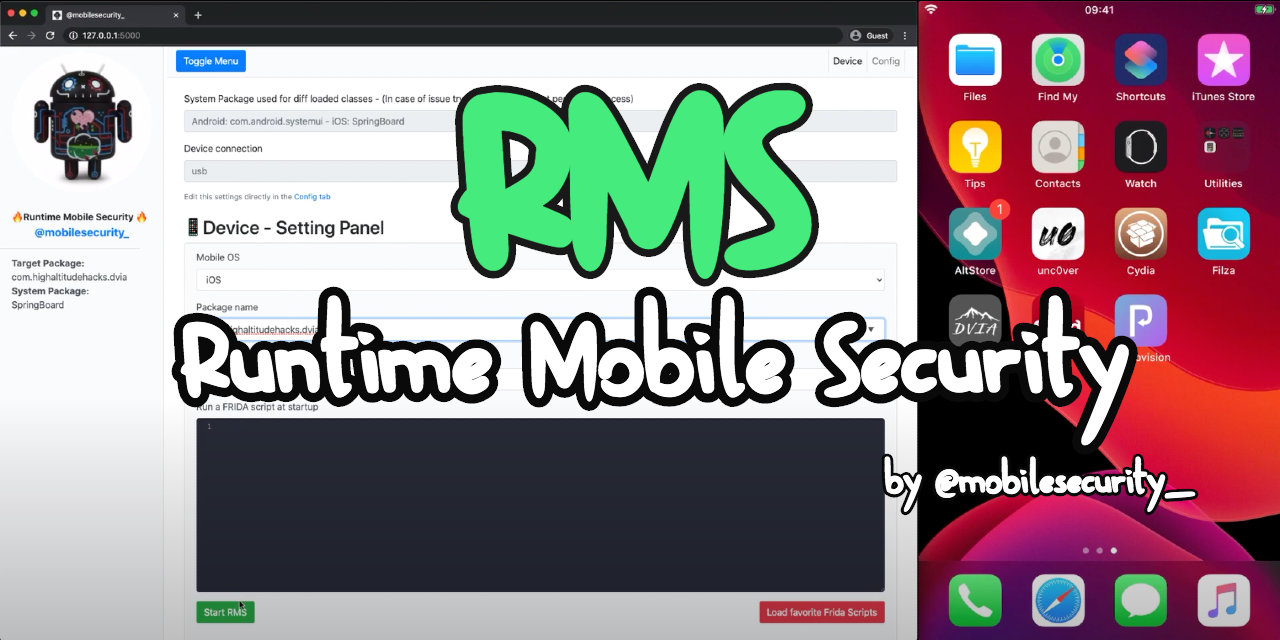 @mobilesecurity_
127.0.0.1:5000
Guest
Toggle Menu
Device
Config
System Package used for diff loaded classes - (In case of issue try
Android: com.android.systemui - iOS: SpringBoard
Device connection
usb
Edit this settings directly in the Config tab
🔥Runtime Mobile Security 🔥
@mobilesecurity_
Target Package:
com.highaltitudehacks.dvia
System Package:
SpringBoard
📱Device - Setting Panel
Mobile OS
iOS
Package name
Run a FRIDA script at startup
1
Start RMS
Load favorite Frida Scripts
RMS
Runtime Mobile Security
by @mobilesecurity_
09:41
Files
Find My
Shortcuts
iTunes Store
Tips
Contacts
Watch
Utilities
1
uØ
AltStore
unc0ver
Cydia
Filza
DVIA